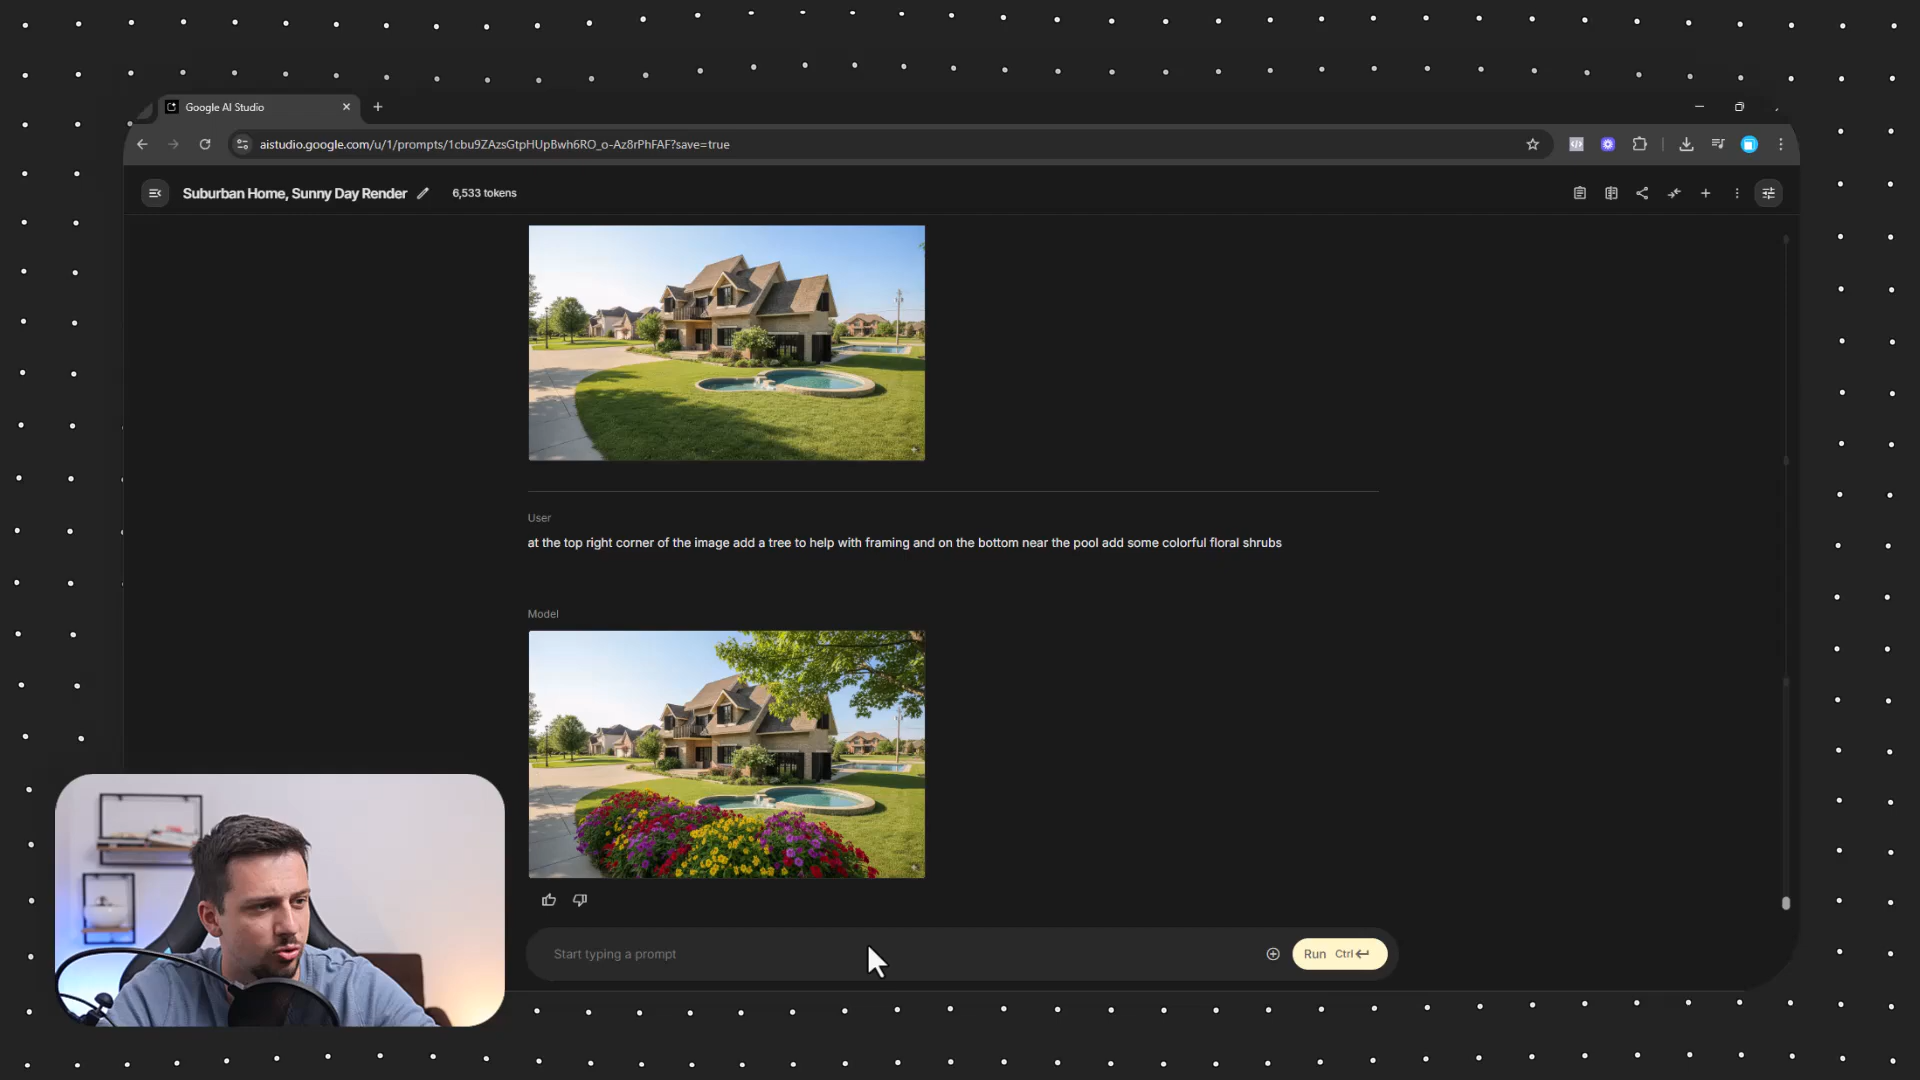 Google AI Studio
aistudio.google.com/u/1/prompts/1cbu9ZAzsGtpHUpBwh6RO_o-Az8rPhFAF?save=true
Suburban Home, Sunny Day Render
6,533 tokens
User
at the top right corner of the image add a tree to help with framing and on the bottom near the pool add some colorful floral shrubs
Model
Start typing a prompt
Run Ctrl